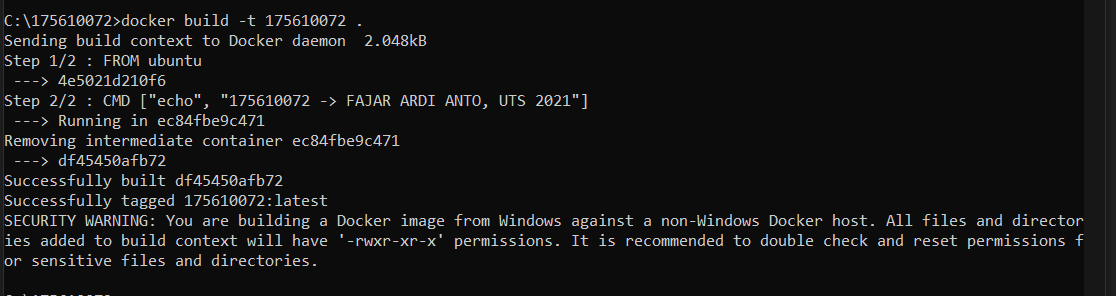 C:\175610072>docker build -t 175610072 .
Sending build context to Docker daemon  2.048kB
Step 1/2 : FROM ubuntu
 ---> 4e5021d210f6
Step 2/2 : CMD ["echo", "175610072 -> FAJAR ARDI ANTO, UTS 2021"]
 ---> Running in ec84fbe9c471
Removing intermediate container ec84fbe9c471
 ---> df45450afb72
Successfully built df45450afb72
Successfully tagged 175610072:latest
SECURITY WARNING: You are building a Docker image from Windows against a non-Windows Docker host. All files and director
ies added to build context will have '-rwxr-xr-x' permissions. It is recommended to double check and reset permissions f
or sensitive files and directories.